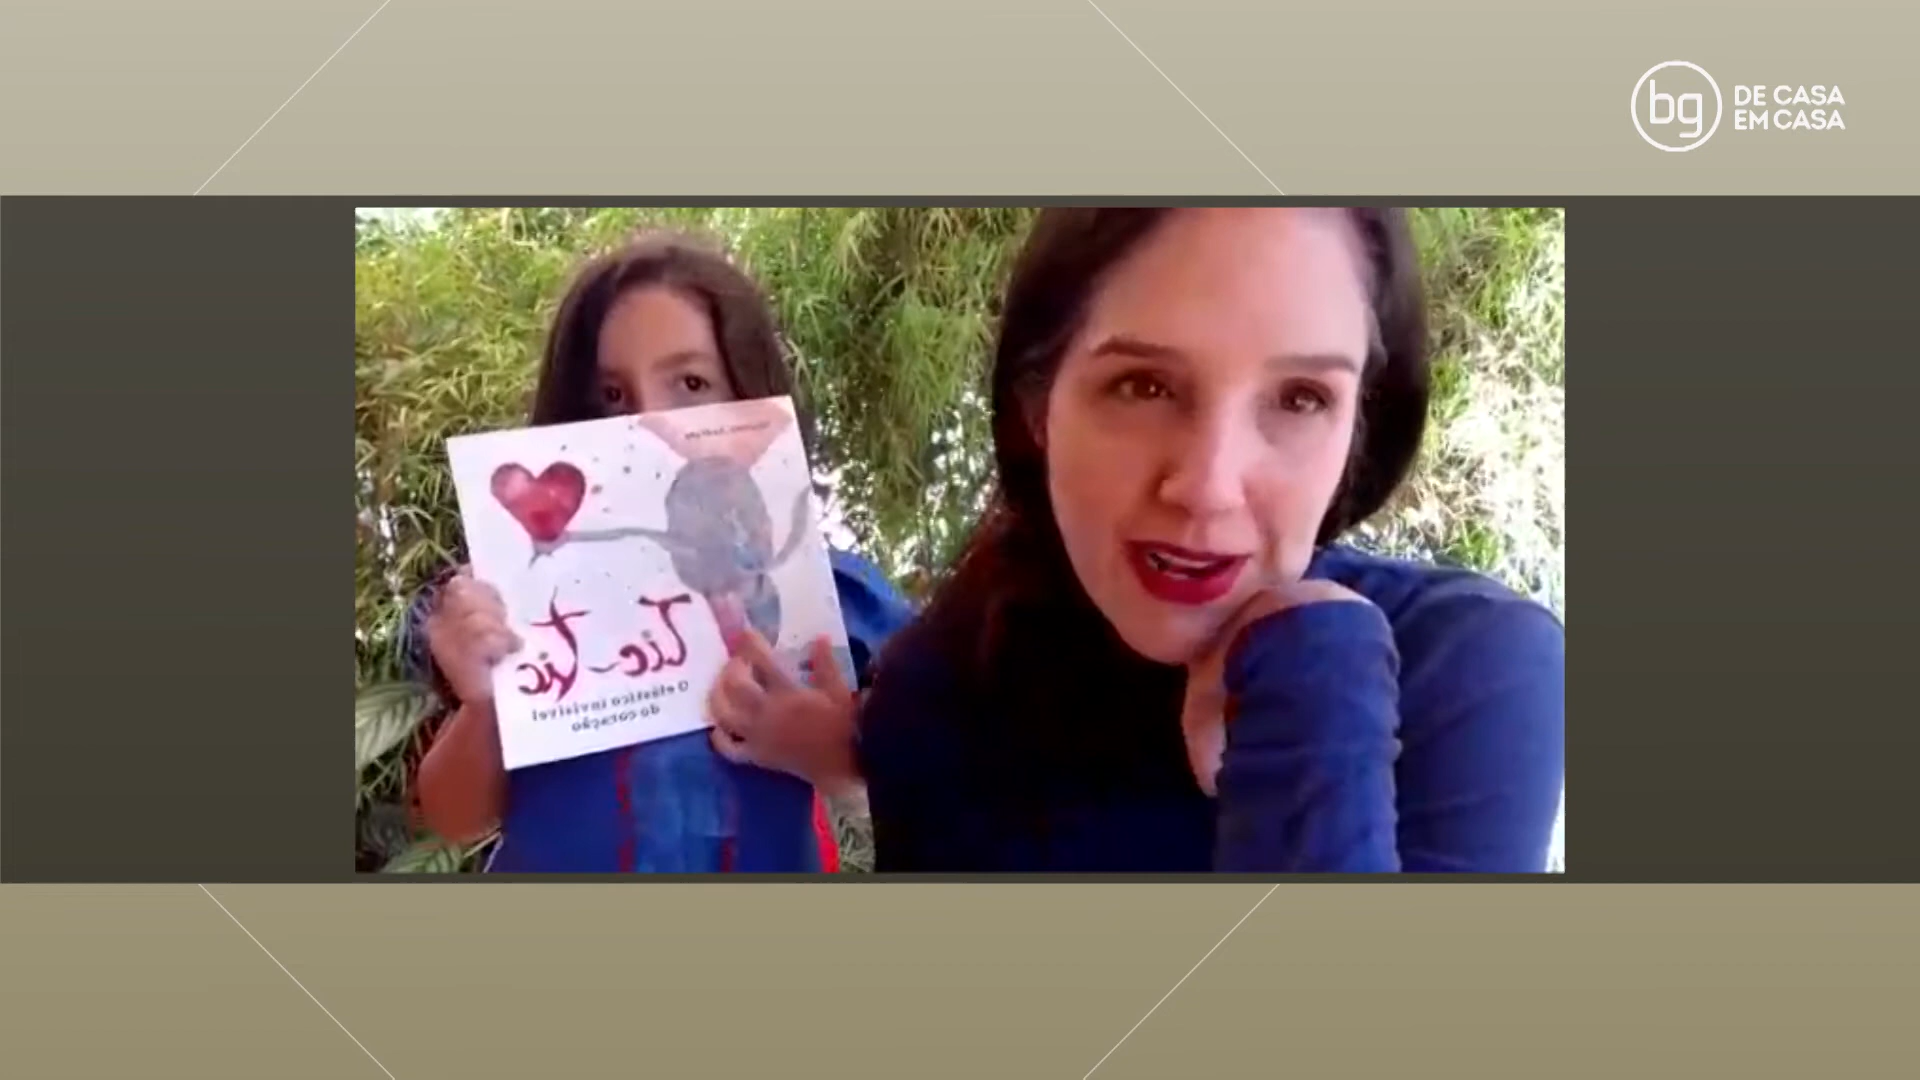 bg DE CASA
EM CASA
Tic-Tic
O elástico invisível
do coração